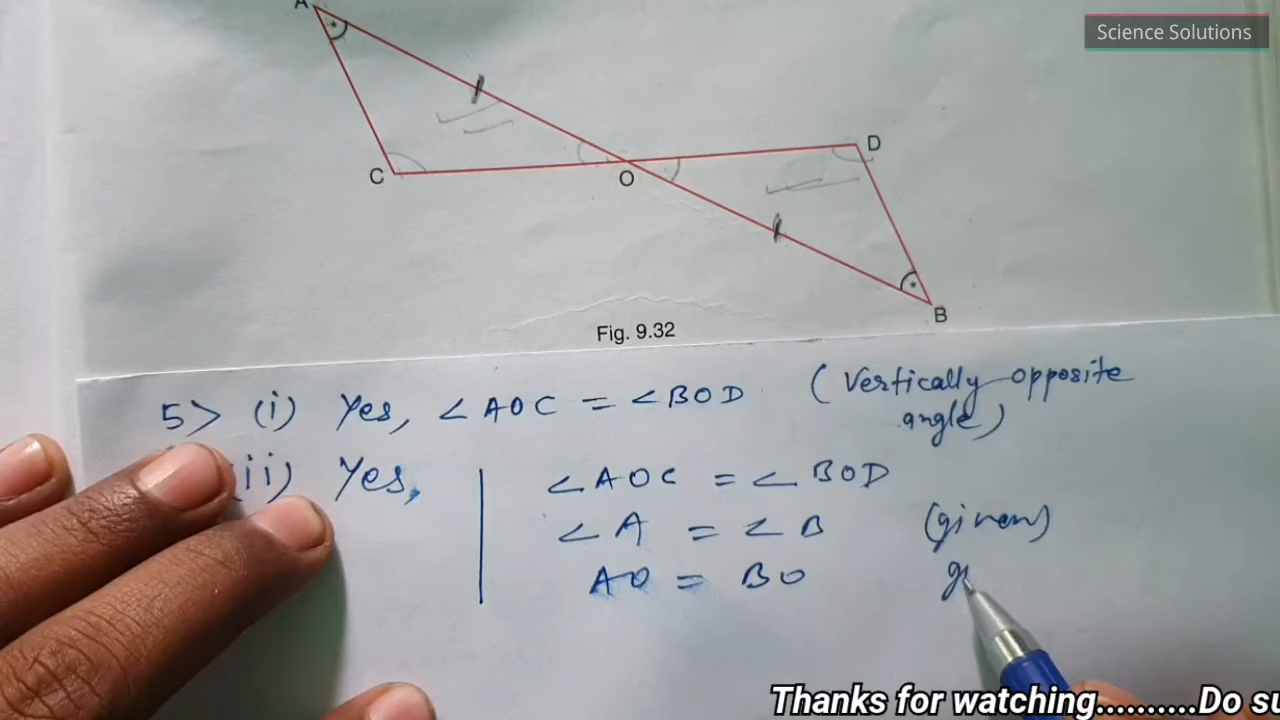 Science Solutions
A
C
O
D
B
Fig. 9.32
5> (i) Yes, ∠AOC = ∠BOD (Vertically opposite
angle)
(ii) Yes, ∠AOC = ∠BOD
∠A = ∠B (given)
AO = BO g
Thanks for watching..........Do su